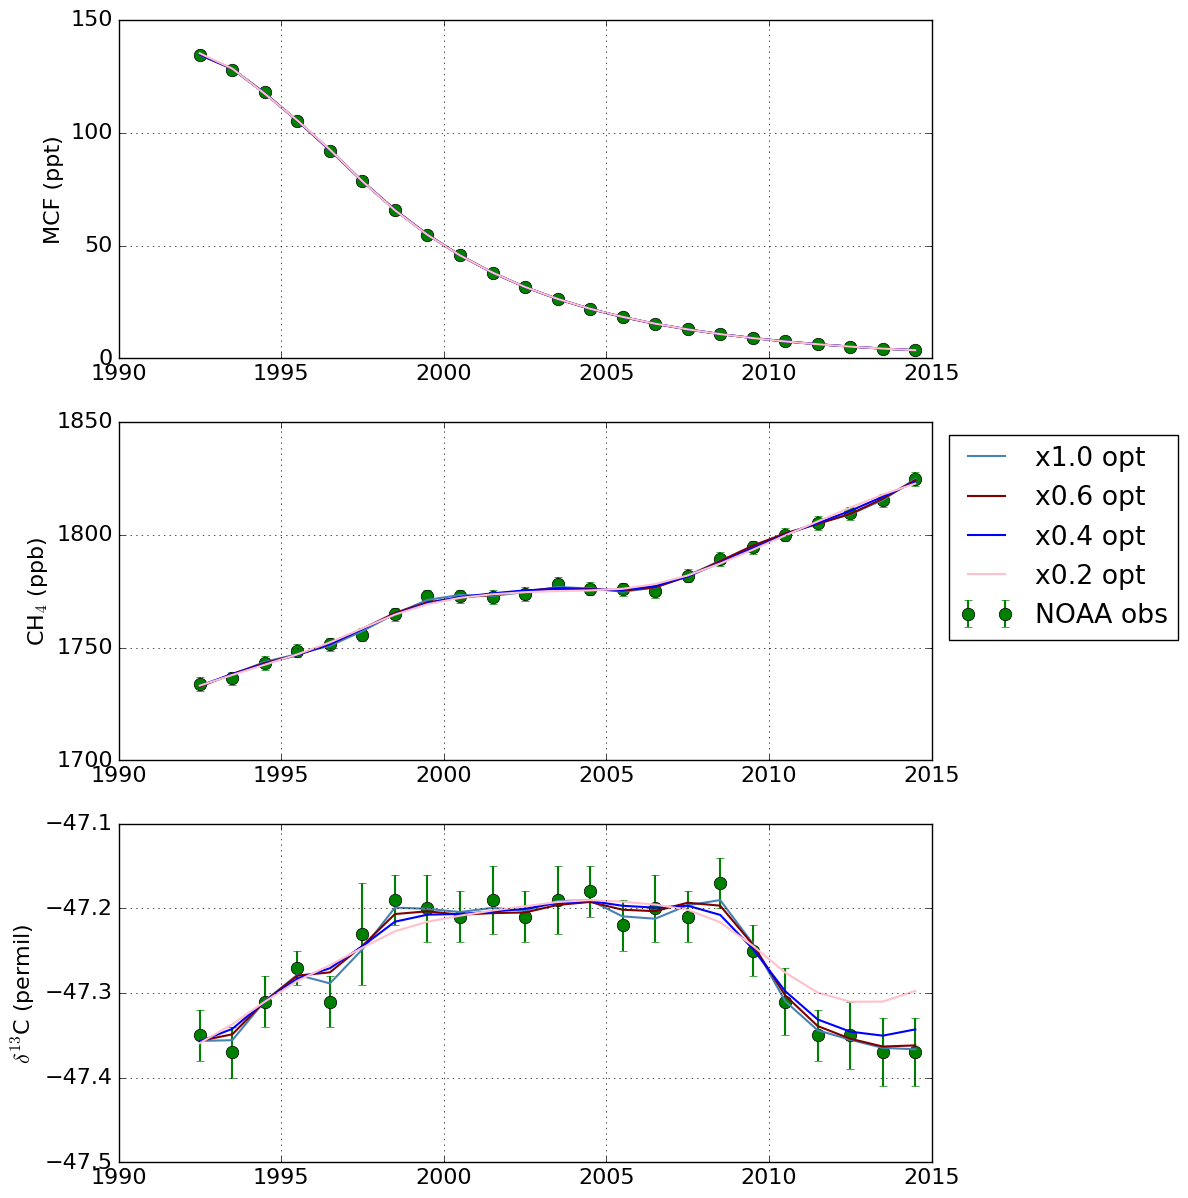 150
100
50
0
MCF (ppt)
1990 1995 2000 2005 2010 2015
1850
1800
1750
1700
CH₄ (ppb)
1990 1995 2000 2005 2010 2015
x1.0 opt
x0.6 opt
x0.4 opt
x0.2 opt
NOAA obs
−47.1
−47.2
−47.3
−47.4
−47.5
δ¹³C (permil)
1990 1995 2000 2005 2010 2015